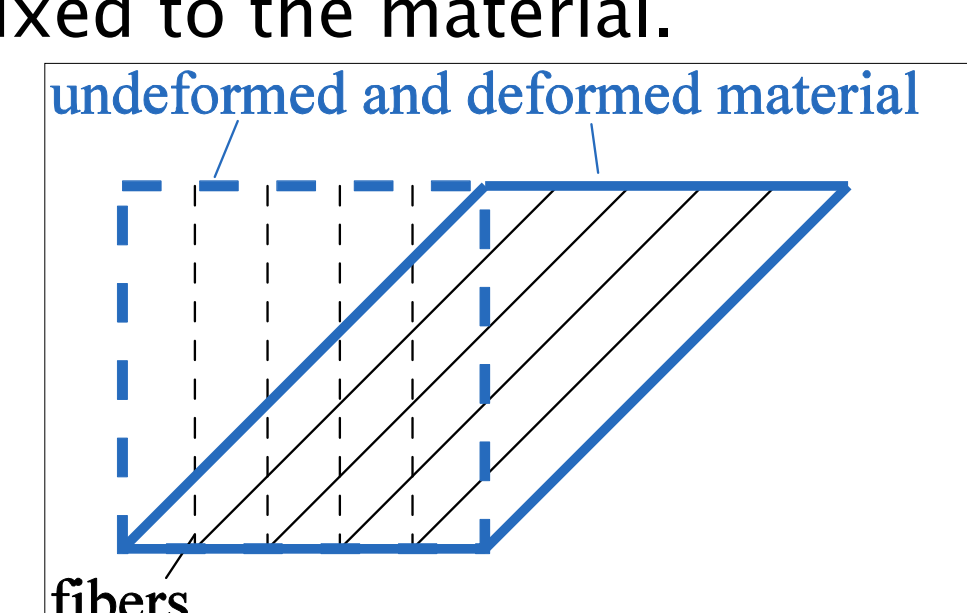 ixed to the material.
undeformed and deformed material
fibers